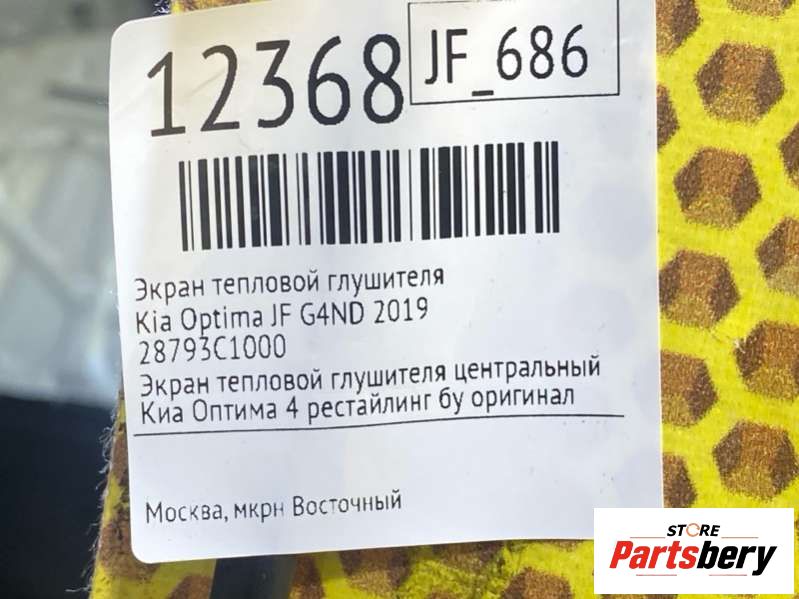 12368
JF_686
Экран тепловой глушителя
Kia Optima JF G4ND 2019
28793C1000
Экран тепловой глушителя центральный
Киа Оптима 4 рестайлинг бу оригинал
Москва, мкрн Восточный
STORE
Partsbery